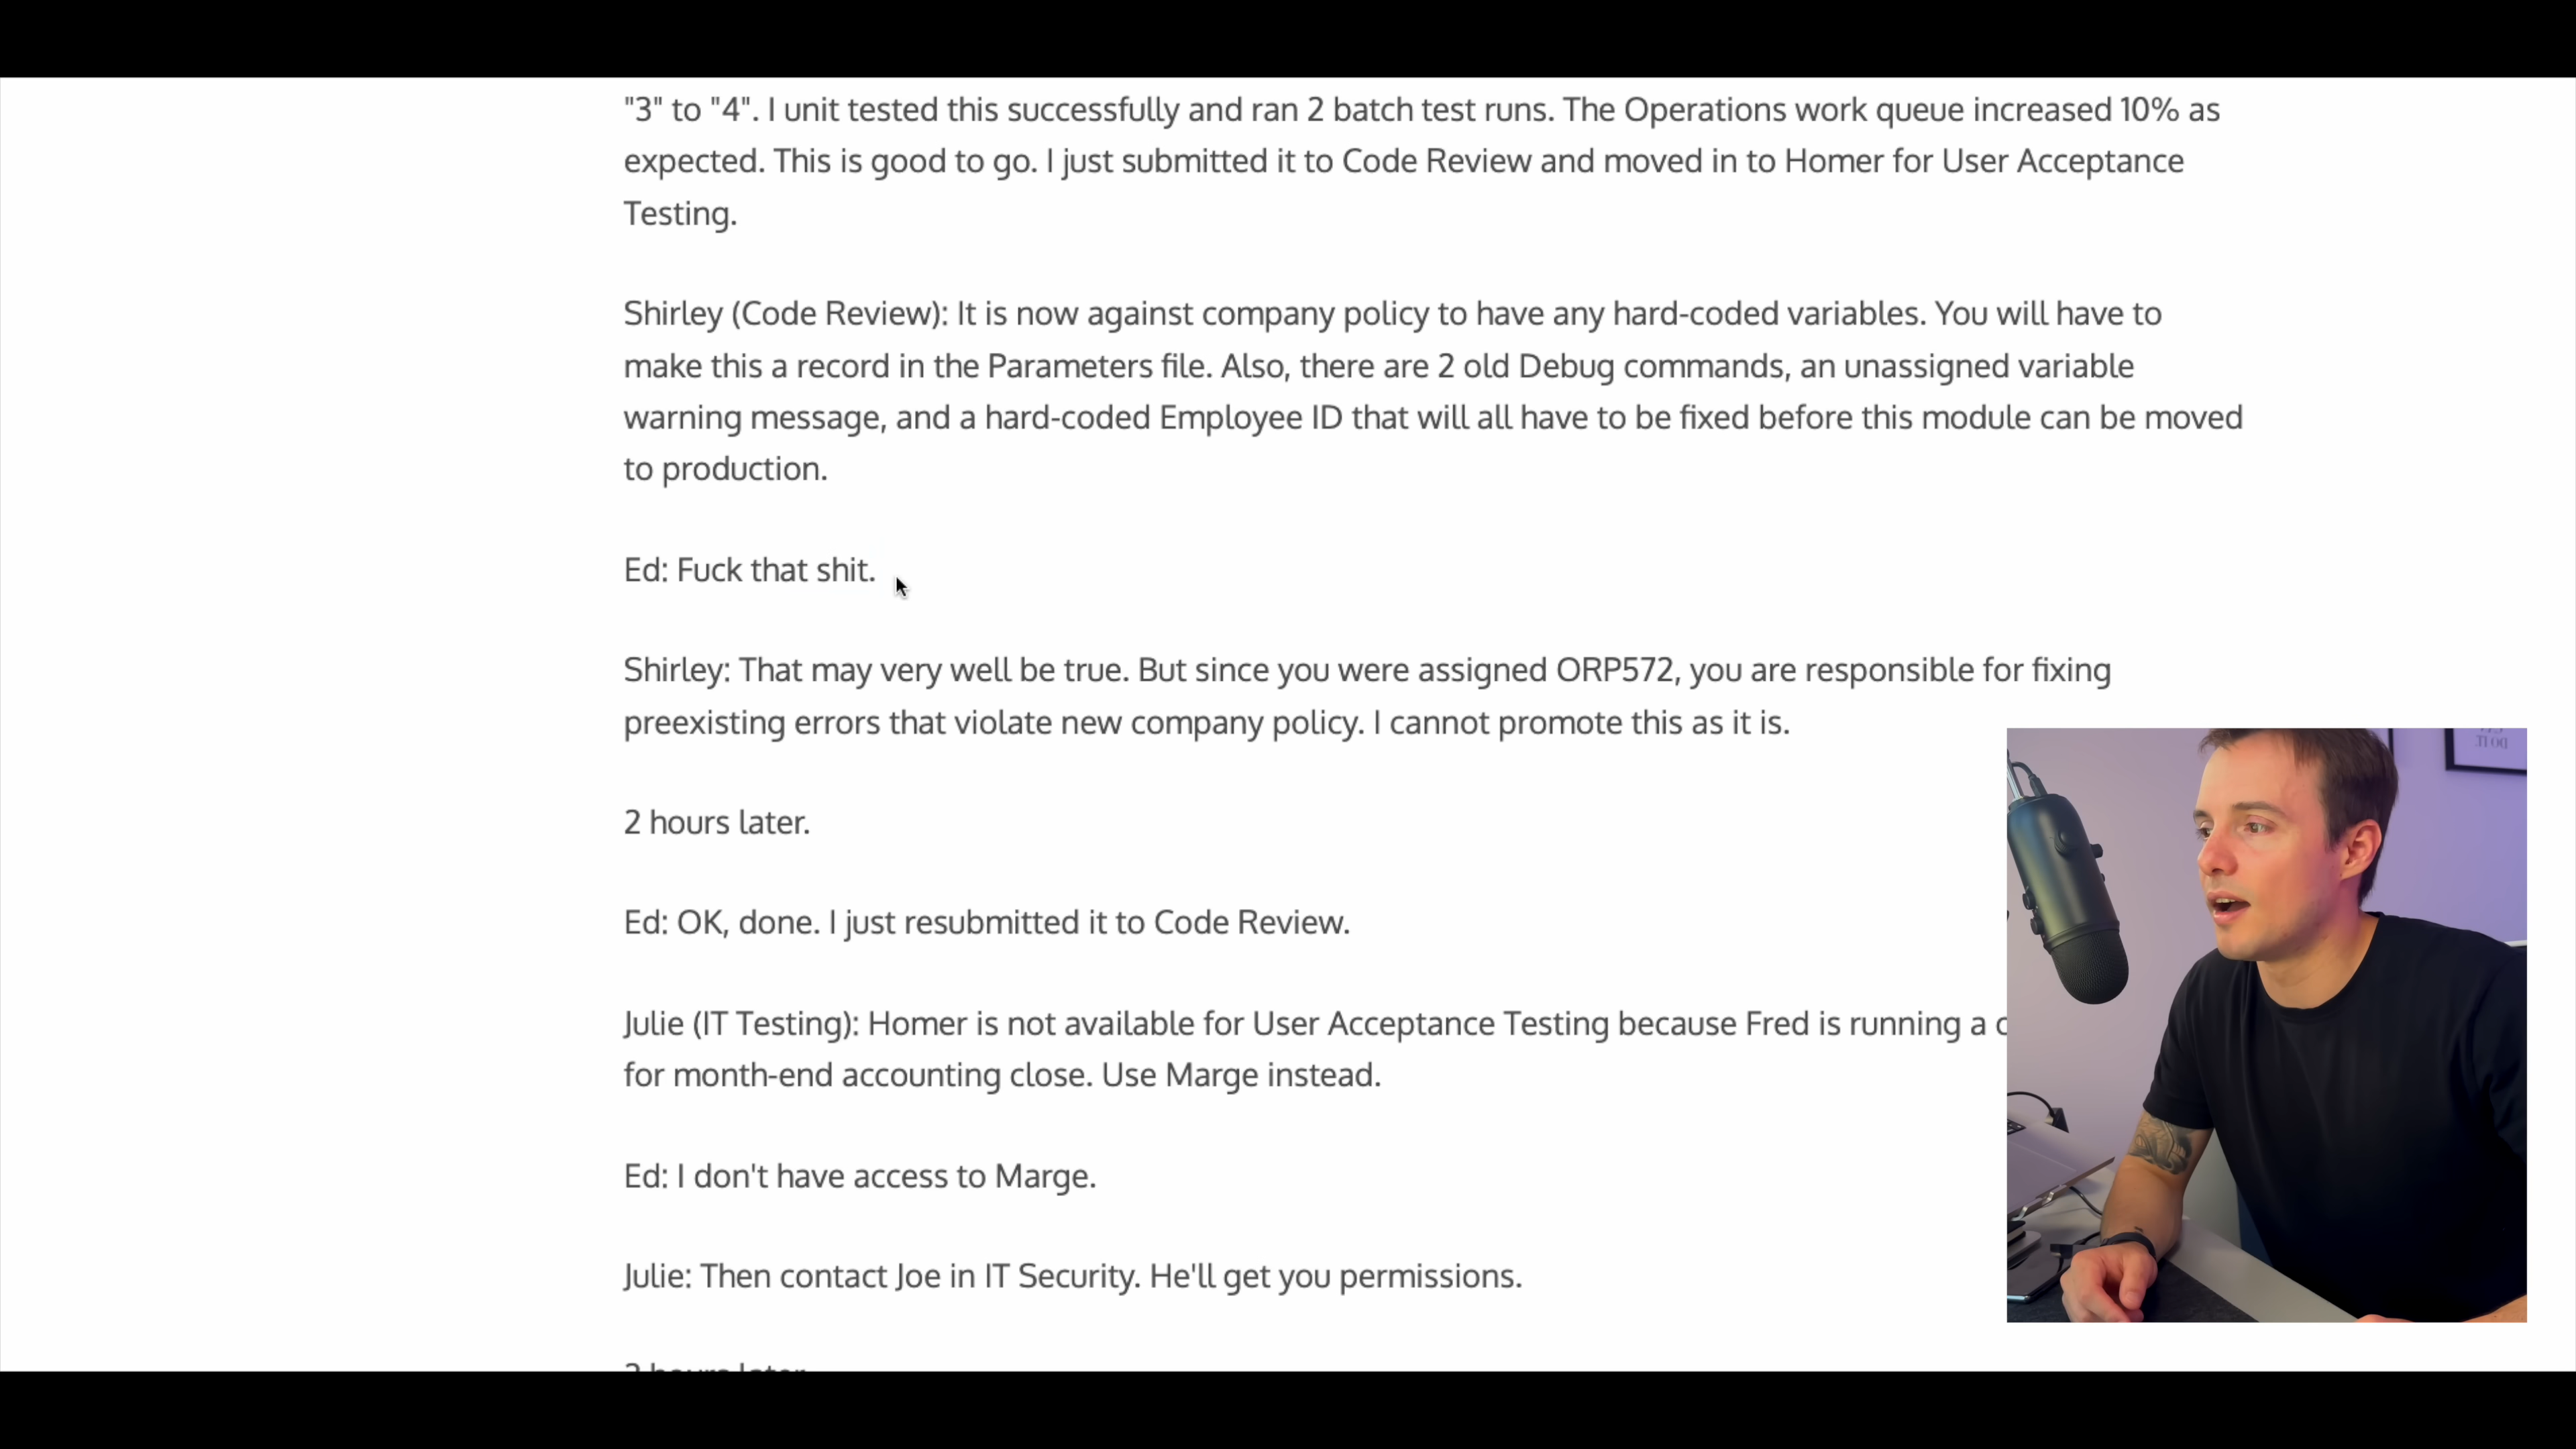 "3" to "4". I unit tested this successfully and ran 2 batch test runs. The Operations work queue increased 10% as
expected. This is good to go. I just submitted it to Code Review and moved in to Homer for User Acceptance
Testing.
Shirley (Code Review): It is now against company policy to have any hard-coded variables. You will have to
make this a record in the Parameters file. Also, there are 2 old Debug commands, an unassigned variable
warning message, and a hard-coded Employee ID that will all have to be fixed before this module can be moved
to production.
Ed: Fuck that shit.
Shirley: That may very well be true. But since you were assigned ORP572, you are responsible for fixing
preexisting errors that violate new company policy. I cannot promote this as it is.
2 hours later.
Ed: OK, done. I just resubmitted it to Code Review.
Julie (IT Testing): Homer is not available for User Acceptance Testing because Fred is running a
for month-end accounting close. Use Marge instead.
Ed: I don't have access to Marge.
Julie: Then contact Joe in IT Security. He'll get you permissions.
hours later